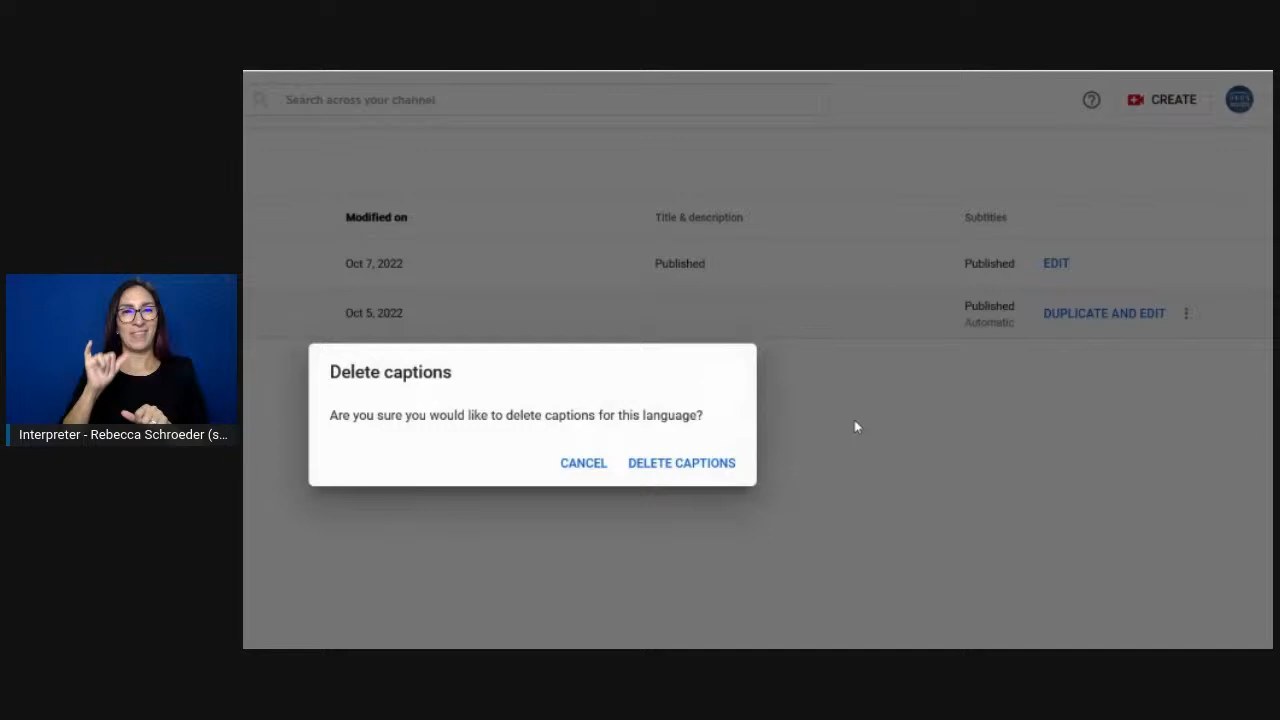 Search across your channel
CREATE
Modified on
Title & description
Subtitles
Oct 7, 2022
Published
Published
EDIT
Oct 5, 2022
Published
Automatic
DUPLICATE AND EDIT
Delete captions
Are you sure you would like to delete captions for this language?
CANCEL
DELETE CAPTIONS
Interpreter - Rebecca Schroeder (s...